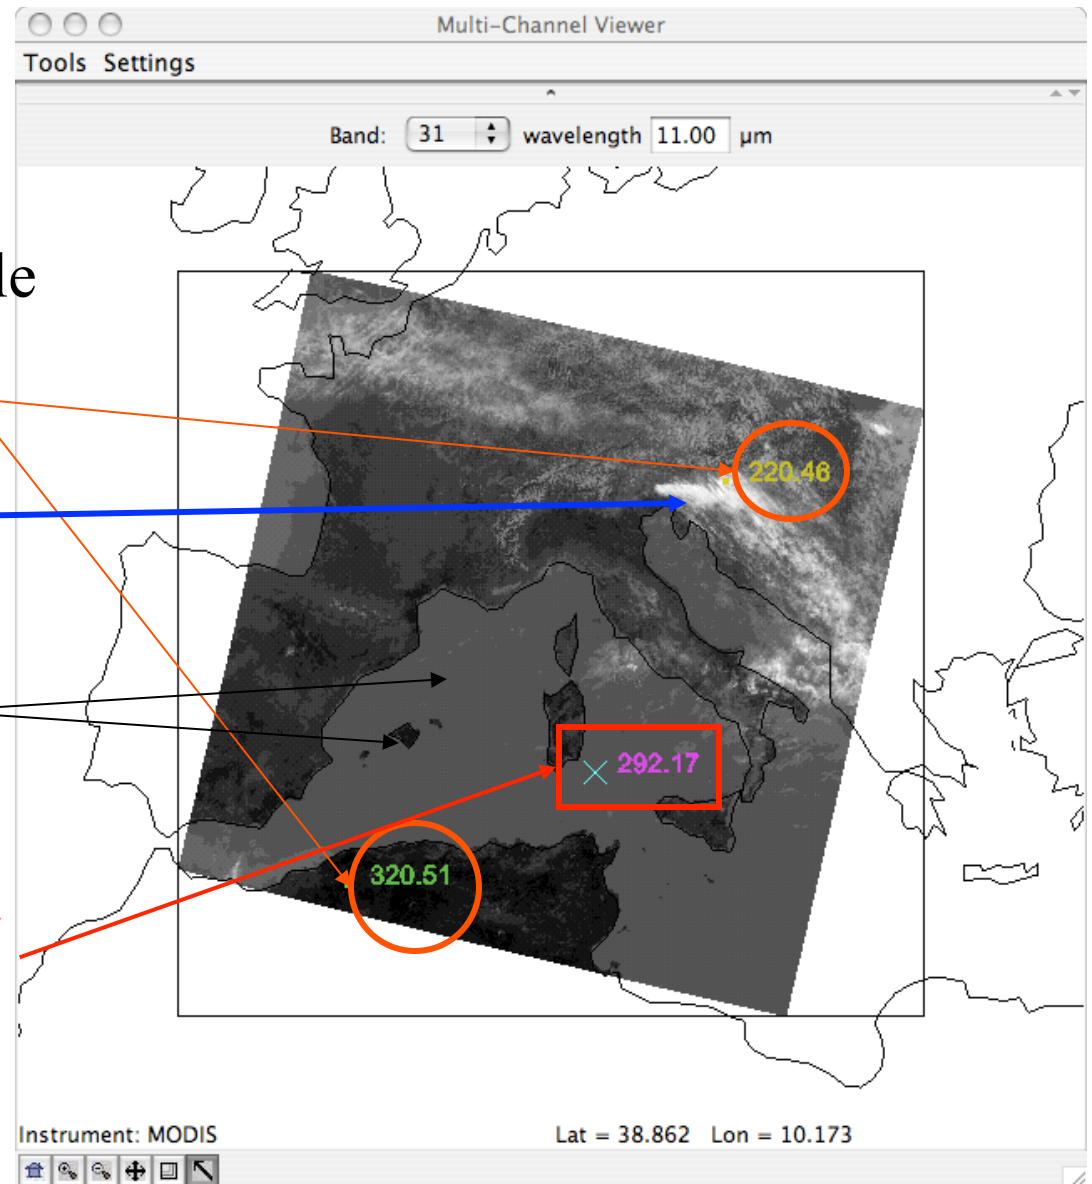 Multi-Channel Viewer
Tools Settings
Band: 31 wavelength 11.00 µm
220.46
292.17
320.51
Instrument: MODIS
Lat = 38.862 Lon = 10.173